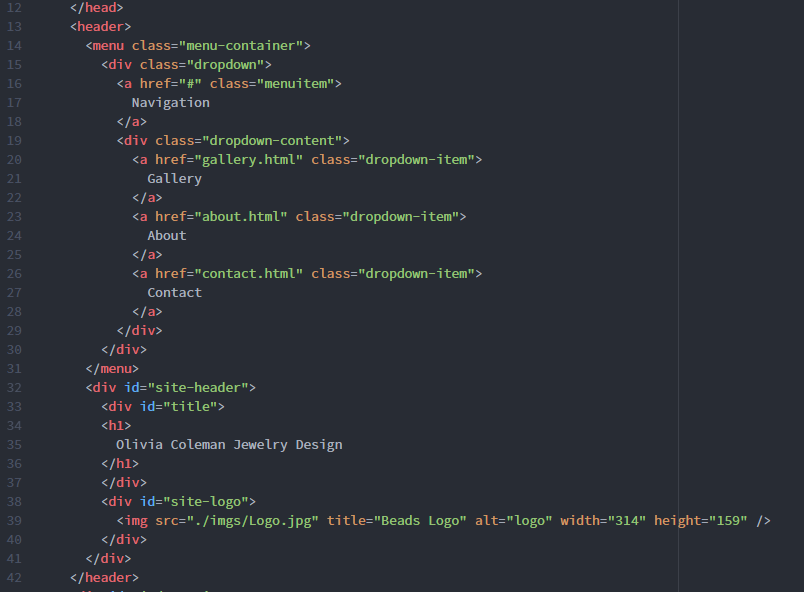 12 </head>
13 <header>
14 <menu class="menu-container">
15 <div class="dropdown">
16 <a href="#" class="menuitem">
17 Navigation
18 </a>
19 <div class="dropdown-content">
20 <a href="gallery.html" class="dropdown-item">
21 Gallery
22 </a>
23 <a href="about.html" class="dropdown-item">
24 About
25 </a>
26 <a href="contact.html" class="dropdown-item">
27 Contact
28 </a>
29 </div>
30 </div>
31 </menu>
32 <div id="site-header">
33 <div id="title">
34 <h1>
35 Olivia Coleman Jewelry Design
36 </h1>
37 </div>
38 <div id="site-logo">
39 <img src="./imgs/Logo.jpg" title="Beads Logo" alt="logo" width="314" height="159" />
40 </div>
41 </div>
42 </header>